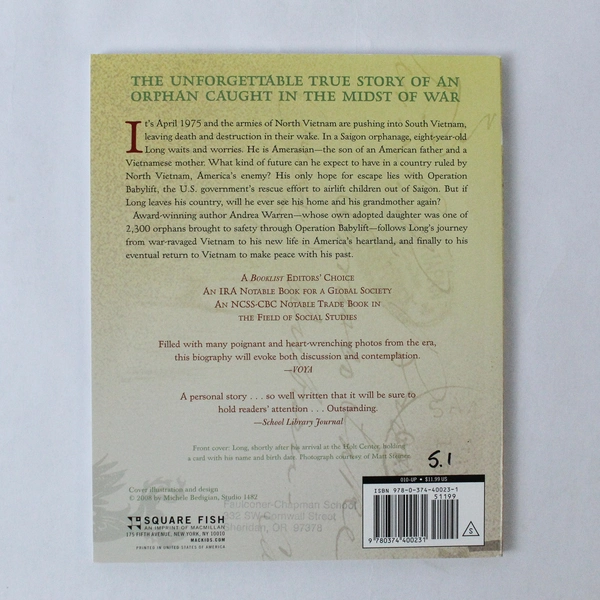 THE UNFORGETTABLE TRUE STORY OF AN
ORPHAN CAUGHT IN THE MIDST OF WAR
It's April 1975 and the armies of North Vietnam are pushing into South Vietnam,
leaving death and destruction in their wake. In a Saigon orphanage, eight-year-old
Long waits and worries. He is Amerasian—the son of an American father and a
Vietnamese mother. What kind of future can he expect to have in a country ruled by
North Vietnam, America's enemy? His only hope for escape lies with Operation
Babylift, the U.S. government's rescue effort to airlift children out of Saigon. But if
Long leaves his country, will he ever see his home and his grandmother again?
Award-winning author Andrea Warren—whose own adopted daughter was one of
2,300 orphans brought to safety through Operation Babylift—follows Long's journey
from war-ravaged Vietnam to his new life in America's heartland, and finally to his
eventual return to Vietnam to make peace with his past.
A BOOKLIST EDITORS' CHOICE
AN IRA NOTABLE BOOK FOR A GLOBAL SOCIETY
AN NCSS-CBC NOTABLE TRADE BOOK IN
THE FIELD OF SOCIAL STUDIES
Filled with many poignant and heart-wrenching photos from the era,
this biography will evoke both discussion and contemplation.
—VOYA
A personal story . . . so well written that it will be sure to
hold readers' attention . . . Outstanding.
—School Library Journal
Front cover: Long, shortly after his arrival at the Holt Center, holding
a card with his name and birth date. Photograph courtesy of Matt Steiner.
5.1
Cover illustration and design
© 2008 by Michele Bedigian, Studio 1482
Faulconer-Chapman School
332 SW Cornwall Street
Sheridan, OR 97378
SQUARE FISH
AN IMPRINT OF MACMILLAN
175 FIFTH AVENUE, NEW YORK, NY 10010
MACKIDS.COM
PRINTED IN UNITED STATES OF AMERICA
010-UP • $11.99 US
ISBN 978-0-374-40023-1
51199
9 780374 400231
S